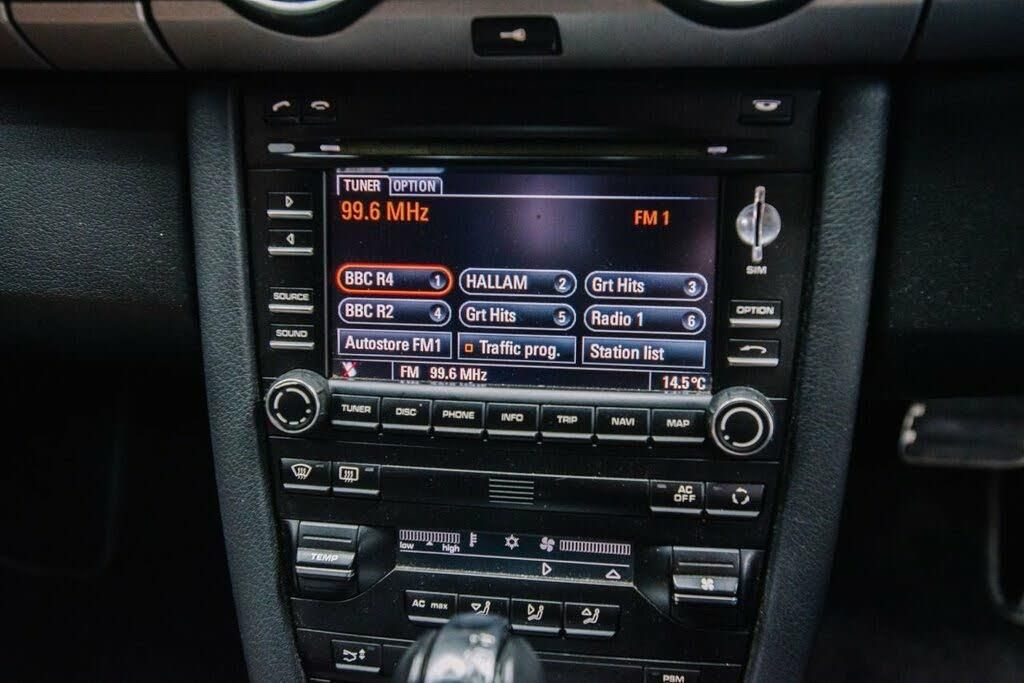 TUNER OPTION
99.6 MHz FM 1
SIM
BBC R4 1 HALLAM 2 Grt Hits 3
SOURCE BBC R2 4 Grt Hits 5 Radio 1 6 OPTION
SOUND Autostore FM1 Traffic prog. Station list
FM 99.6 MHz 14.5°C
TUNER DISC PHONE INFO TRIP NAVI MAP
AC OFF
low high
TEMP
AC max
PSM